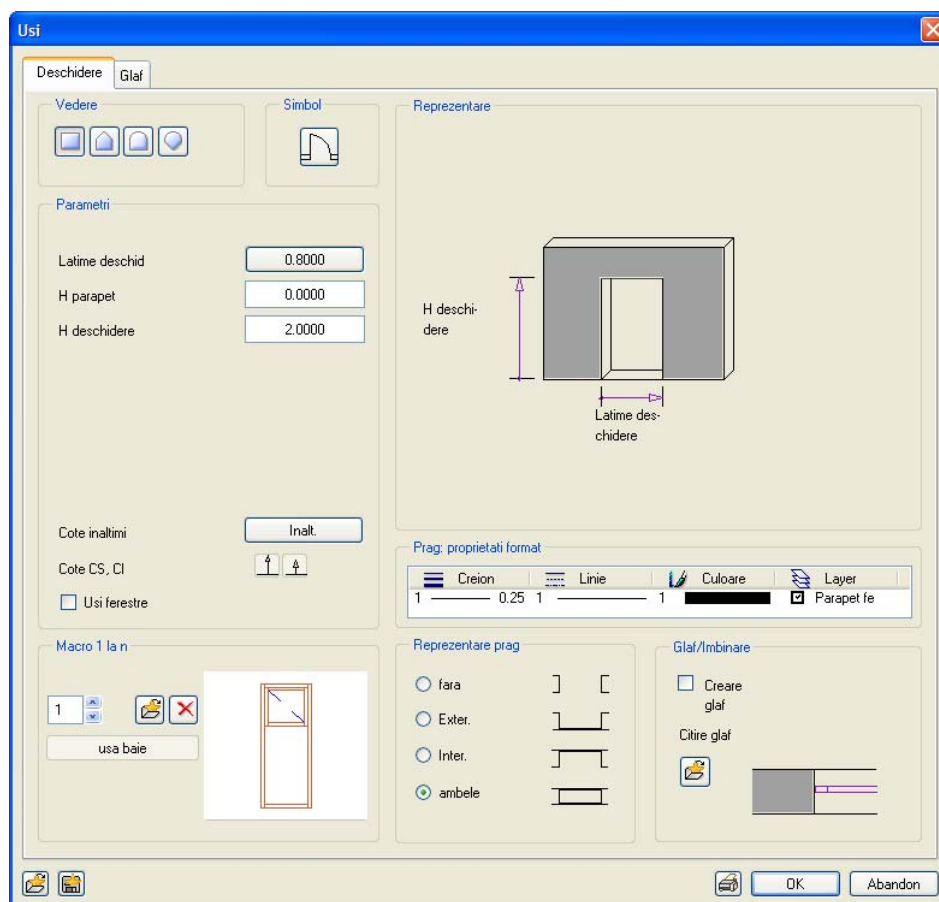 Usi
Deschidere
Glaf
Vedere
Simbol
Parametri
Latime deschid 0.8000
H parapet 0.0000
H deschidere 2.0000
Cote inaltimi Inalt.
Cote CS, CI
Usi ferestre
Macro 1 la n
1
usa baie
Reprezentare
H deschi-
dere
Latime des-
chidere
Prag: proprietati format
Creion Linie Culoare Layer
1 0.25 1 1 Parapet fe
Reprezentare prag
fara
Exter.
Inter.
ambele
Glaf/Imbinare
Creare
glaf
Citire glaf
OK
Abandon